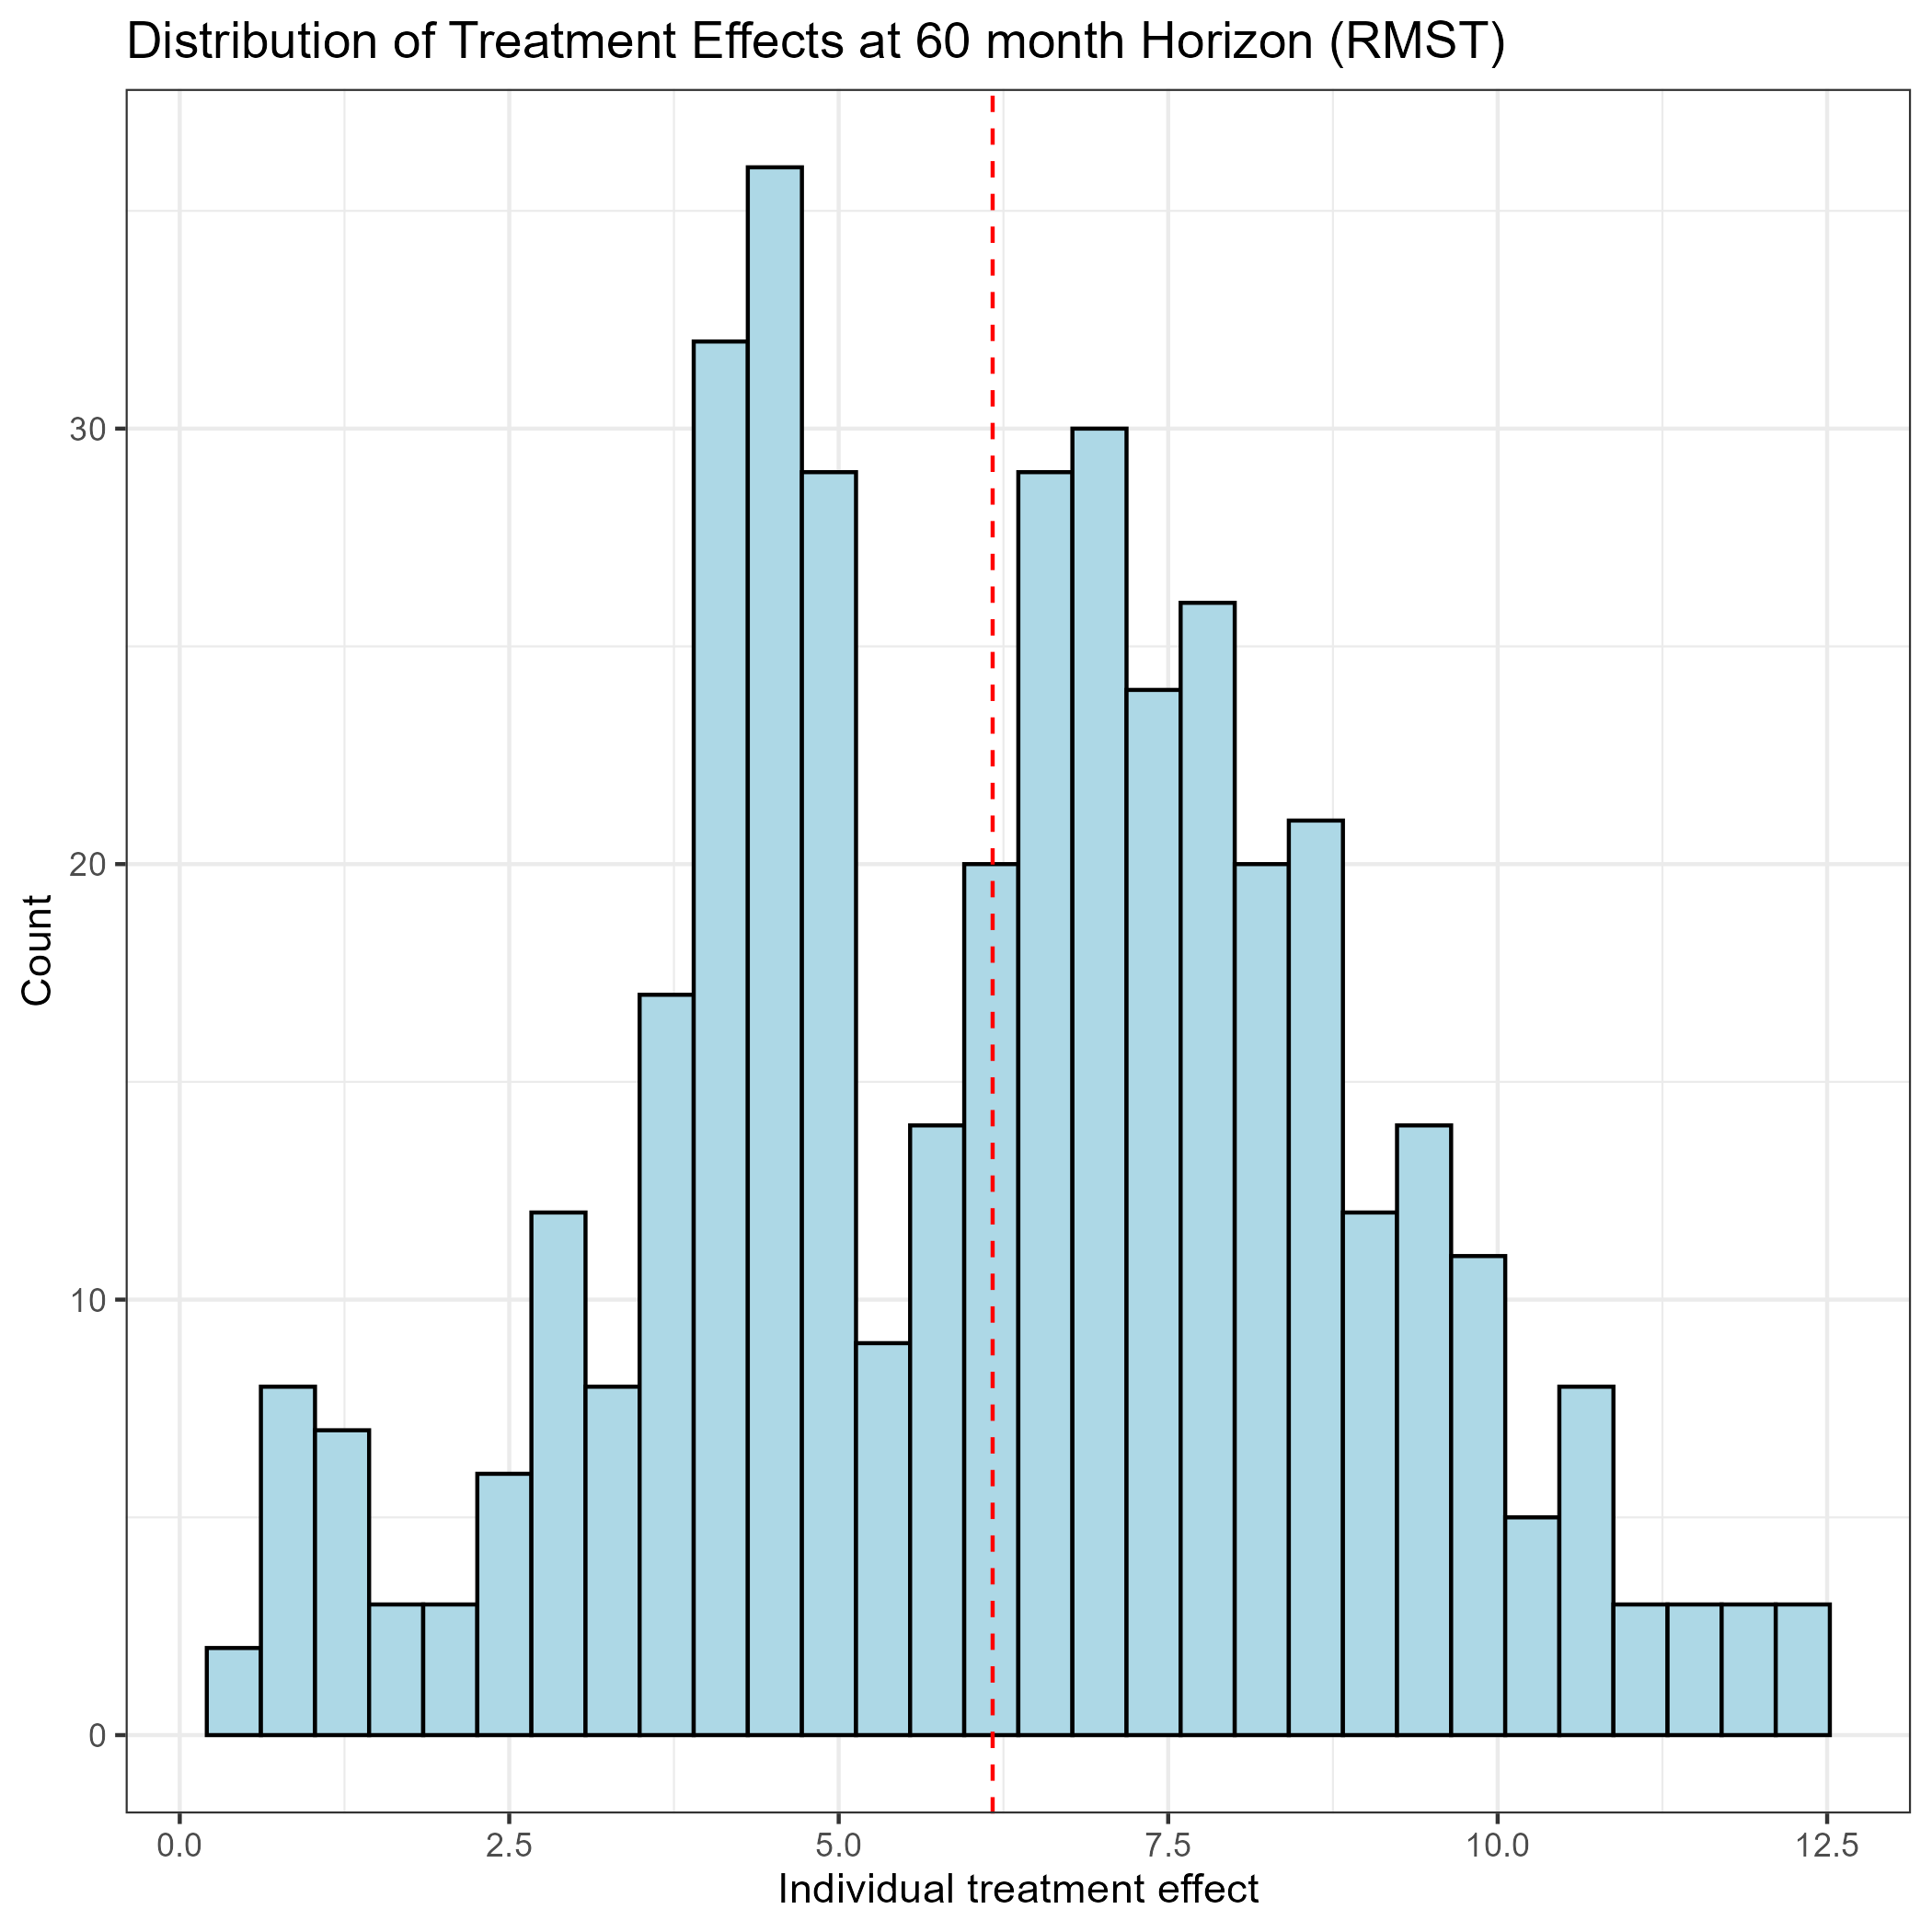 Distribution of Treatment Effects at 60 month Horizon (RMST)
Count
30
20
10
0
0.0 2.5 5.0 7.5 10.0 12.5
Individual treatment effect